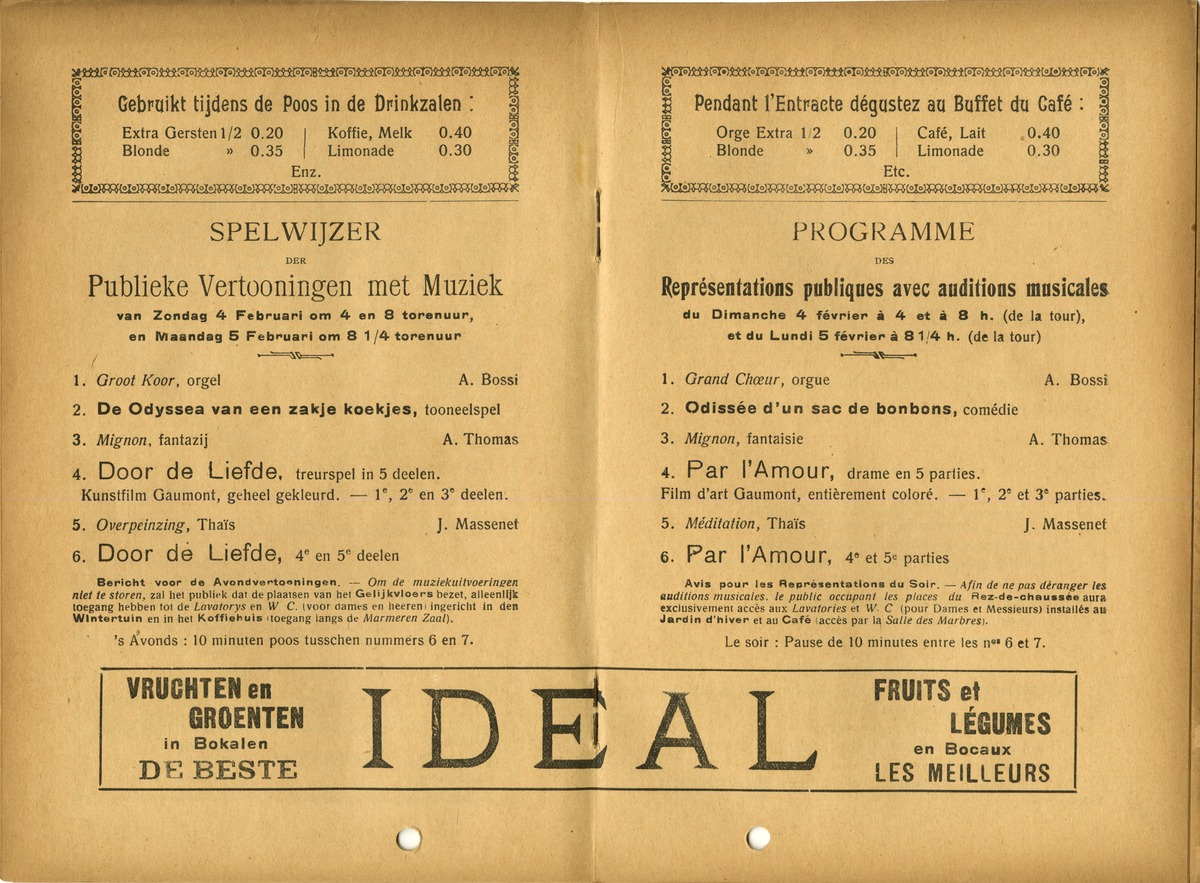 Gebruikt tijdens de Poos in de Drinkzalen :
Extra Gersten 1/2 0.20 | Koffie, Melk 0.40
Blonde » 0.35 | Limonade 0.30
Enz.
SPELWIJZER
DER
Publieke Vertooningen met Muziek
van Zondag 4 Februari om 4 en 8 torenuur,
en Maandag 5 Februari om 8 1/4 torenuur
1. Groot Koor, orgel A. Bossi
2. De Odyssea van een zakje koekjes, tooneelspel
3. Mignon, fantazij A. Thomas
4. Door de Liefde, treurspel in 5 deelen.
Kunstfilm Gaumont, geheel gekleurd. — 1e, 2e en 3e deelen.
5. Overpeinzing, Thaïs J. Massenet
6. Door de Liefde, 4e en 5e deelen
Bericht voor de Avondvertooningen. — Om de muziekuitvoeringen
niet te storen, zal het publiek dat de plaatsen van het Gelijkvloers bezet, alleenlijk
toegang hebben tot de Lavatorys en W. C. (voor dames en heeren) ingericht in den
Wintertuin en in het Koffiehuis (toegang langs de Marmeren Zaal).
's Avonds : 10 minuten poos tusschen nummers 6 en 7.
Pendant l'Entracte dégustez au Buffet du Café :
Orge Extra 1/2 0.20 | Café, Lait 0.40
Blonde » 0.35 | Limonade 0.30
Etc.
PROGRAMME
DES
Représentations publiques avec auditions musicales
du Dimanche 4 février à 4 et à 8 h. (de la tour),
et du Lundi 5 février à 8 1/4 h. (de la tour)
1. Grand Chœur, orgue A. Bossi
2. Odissée d'un sac de bonbons, comédie
3. Mignon, fantaisie A. Thomas
4. Par l'Amour, drame en 5 parties.
Film d'art Gaumont, entièrement coloré. — 1e, 2e et 3e parties.
5. Méditation, Thaïs J. Massenet
6. Par l'Amour, 4e et 5e parties
Avis pour les Représentations du Soir. — Afin de ne pas déranger les
auditions musicales, le public occupant les places du Rez-de-chaussée aura
exclusivement accès aux Lavatories et W. C (pour Dames et Messieurs) installés au
Jardin d'hiver et au Café (accès par la Salle des Marbres).
Le soir : Pause de 10 minutes entre les nos 6 et 7.
VRUCHTEN en
GROENTEN
in Bokalen
DE BESTE
IDEAL
FRUITS et
LÉGUMES
en Bocaux
LES MEILLEURS